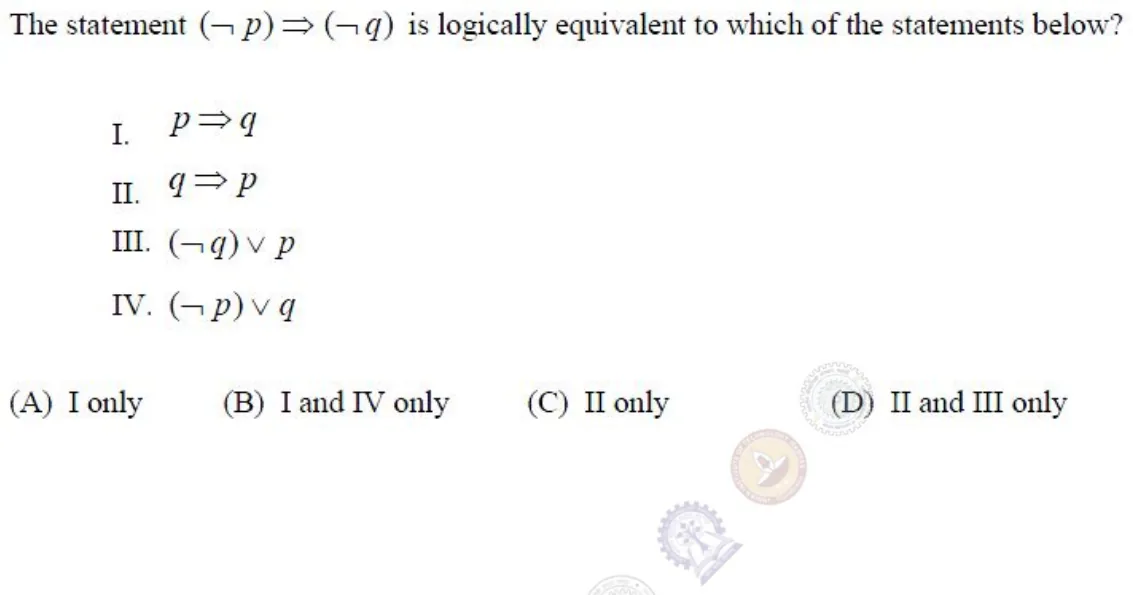 The statement (¬ p) ⇒ (¬ q) is logically equivalent to which of the statements below?
I. p ⇒ q
II. q ⇒ p
III. (¬ q) ∨ p
IV. (¬ p) ∨ q
(A) I only (B) I and IV only (C) II only (D) II and III only